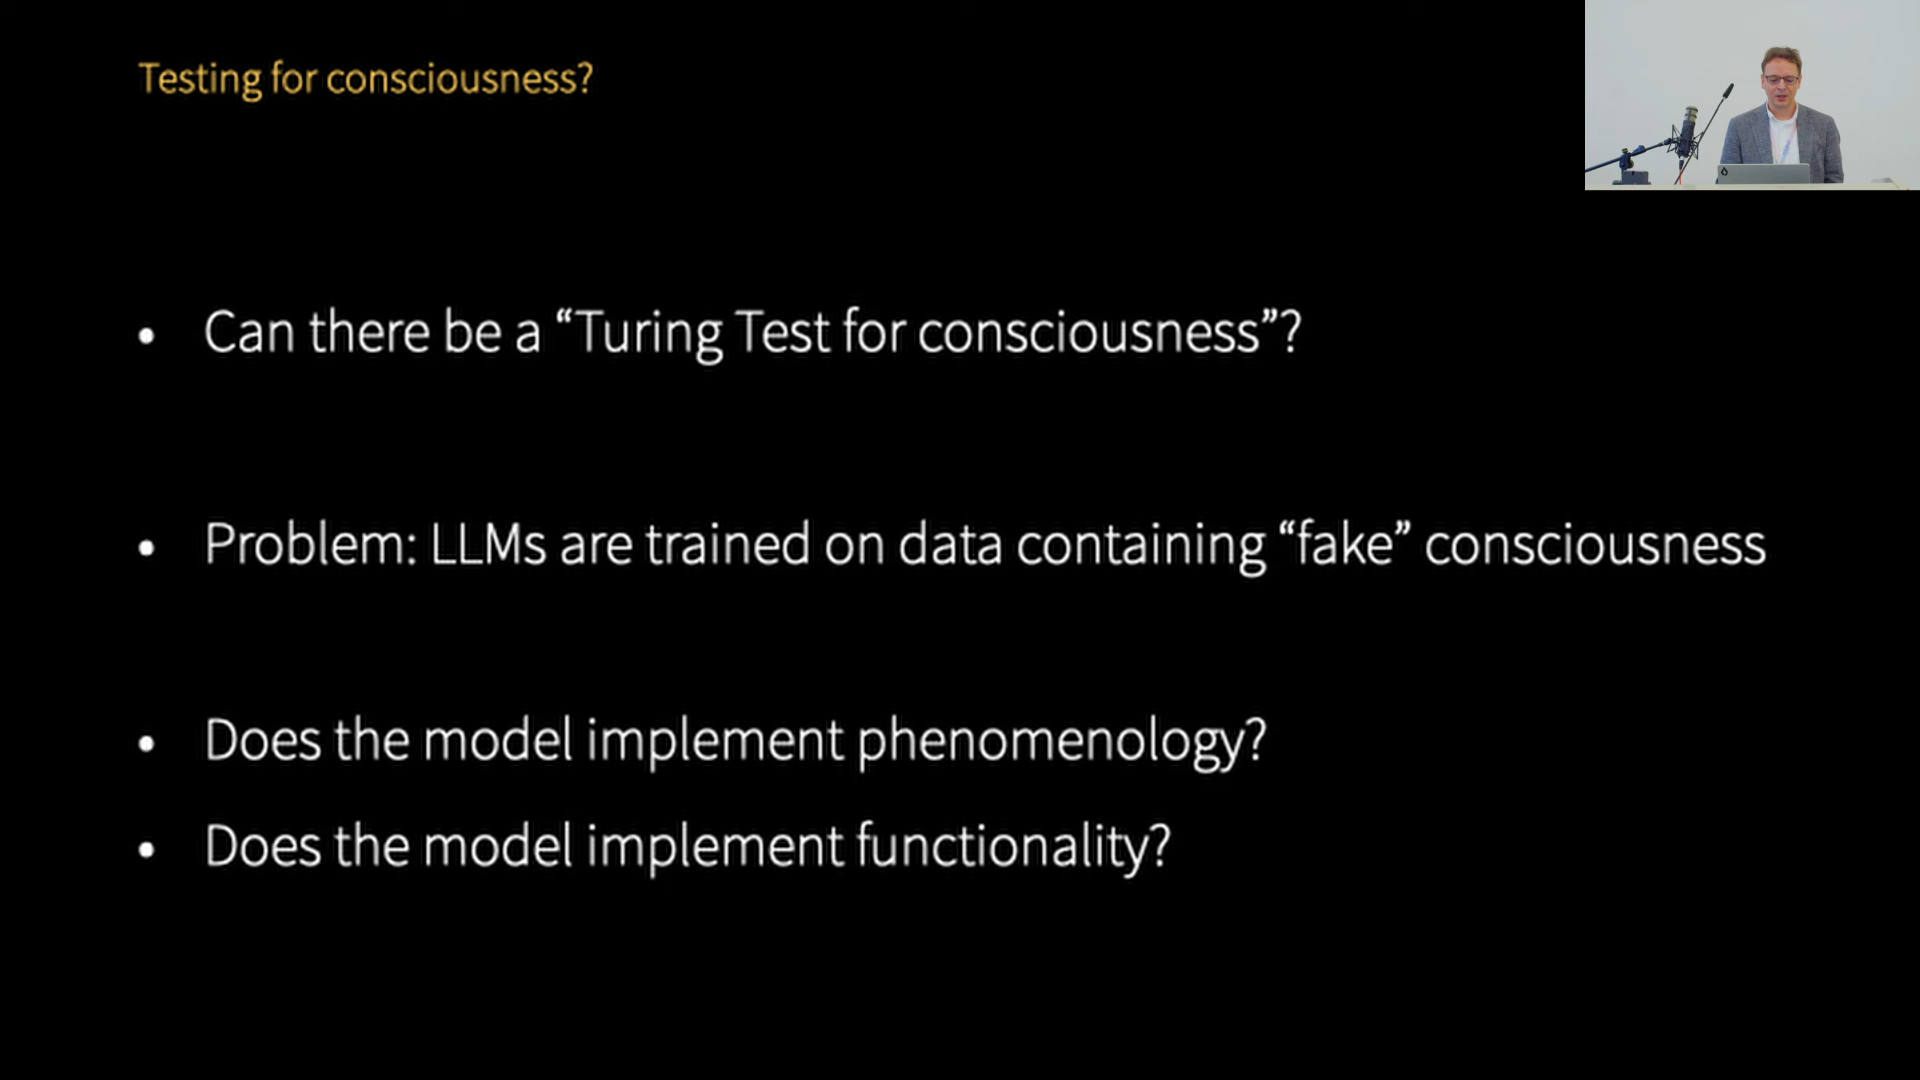 Testing for consciousness?
• Can there be a “Turing Test for consciousness”?
• Problem: LLMs are trained on data containing “fake” consciousness
• Does the model implement phenomenology?
• Does the model implement functionality?